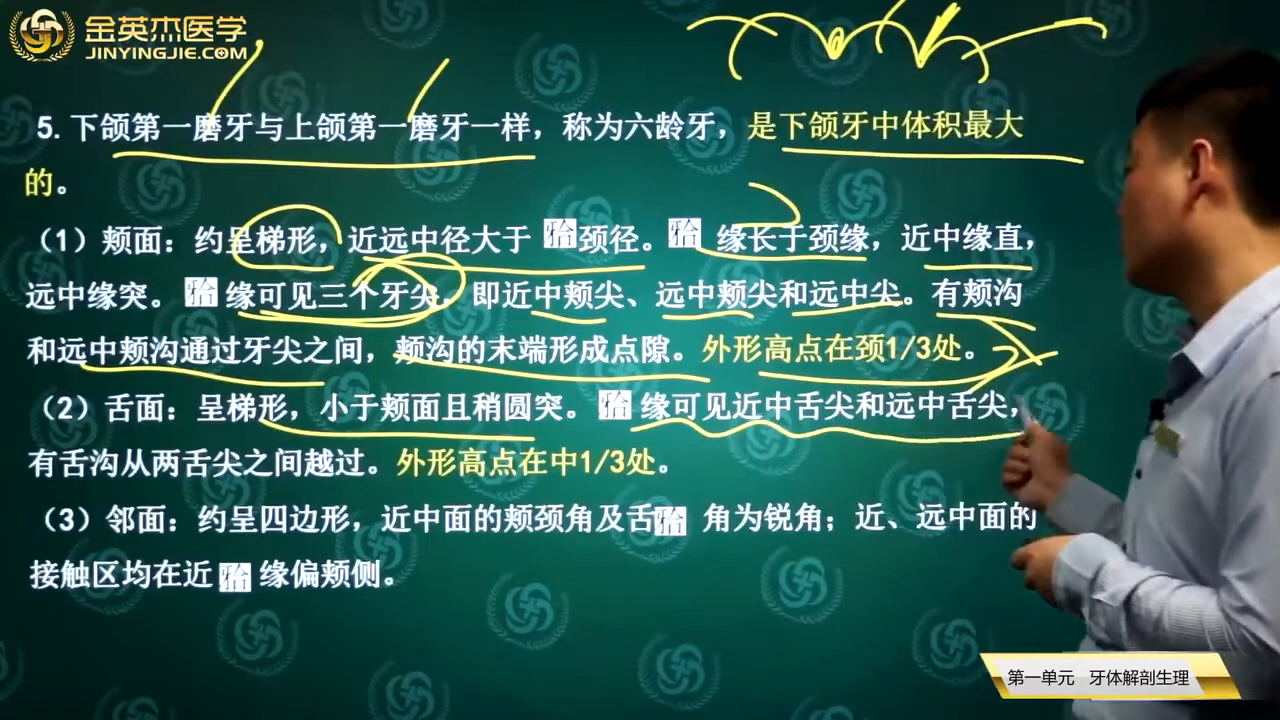 金英杰医学
JINYINGJIE.COM
5. 下颌第一磨牙与上颌第一磨牙一样，称为六龄牙，是下颌牙中体积最大
的。
（1）颊面：约呈梯形，近远中径大于 𬌗颈径。𬌗 缘长于颈缘，近中缘直，
远中缘突。𬌗 缘可见三个牙尖，即近中颊尖、远中颊尖和远中尖。有颊沟
和远中颊沟通过牙尖之间，颊沟的末端形成点隙。外形高点在颈1/3处。
（2）舌面：呈梯形，小于颊面且稍圆突。𬌗 缘可见近中舌尖和远中舌尖，
有舌沟从两舌尖之间越过。外形高点在中1/3处。
（3）邻面：约呈四边形，近中面的颊颈角及舌𬌗 角为锐角；近、远中面的
接触区均在近 𬌗 缘偏颊侧。
第一单元 牙体解剖生理